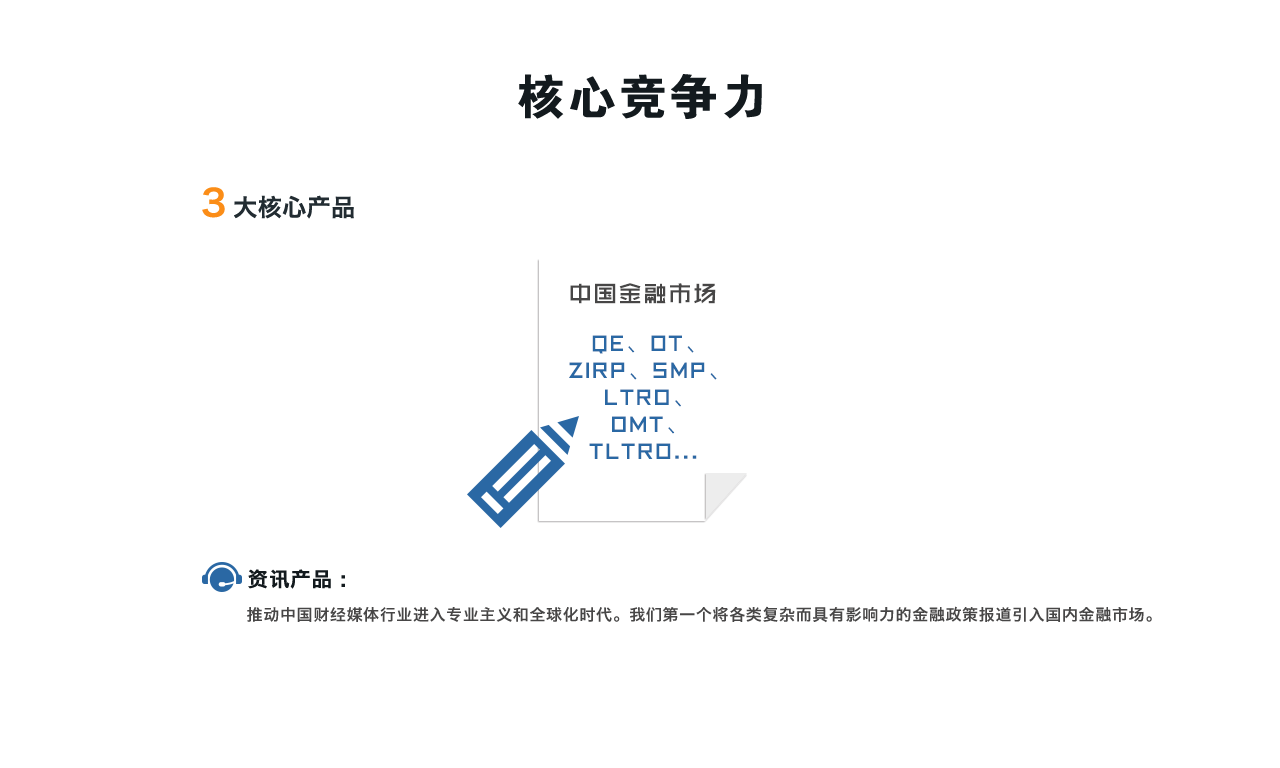 核心竞争力
3大核心产品
中国金融市场
QE、OT、
ZIRP、SMP、
LTRO、
OMT、
TLTRO...
资讯产品：
推动中国财经媒体行业进入专业主义和全球化时代。我们第一个将各类复杂而具有影响力的金融政策报道引入国内金融市场。